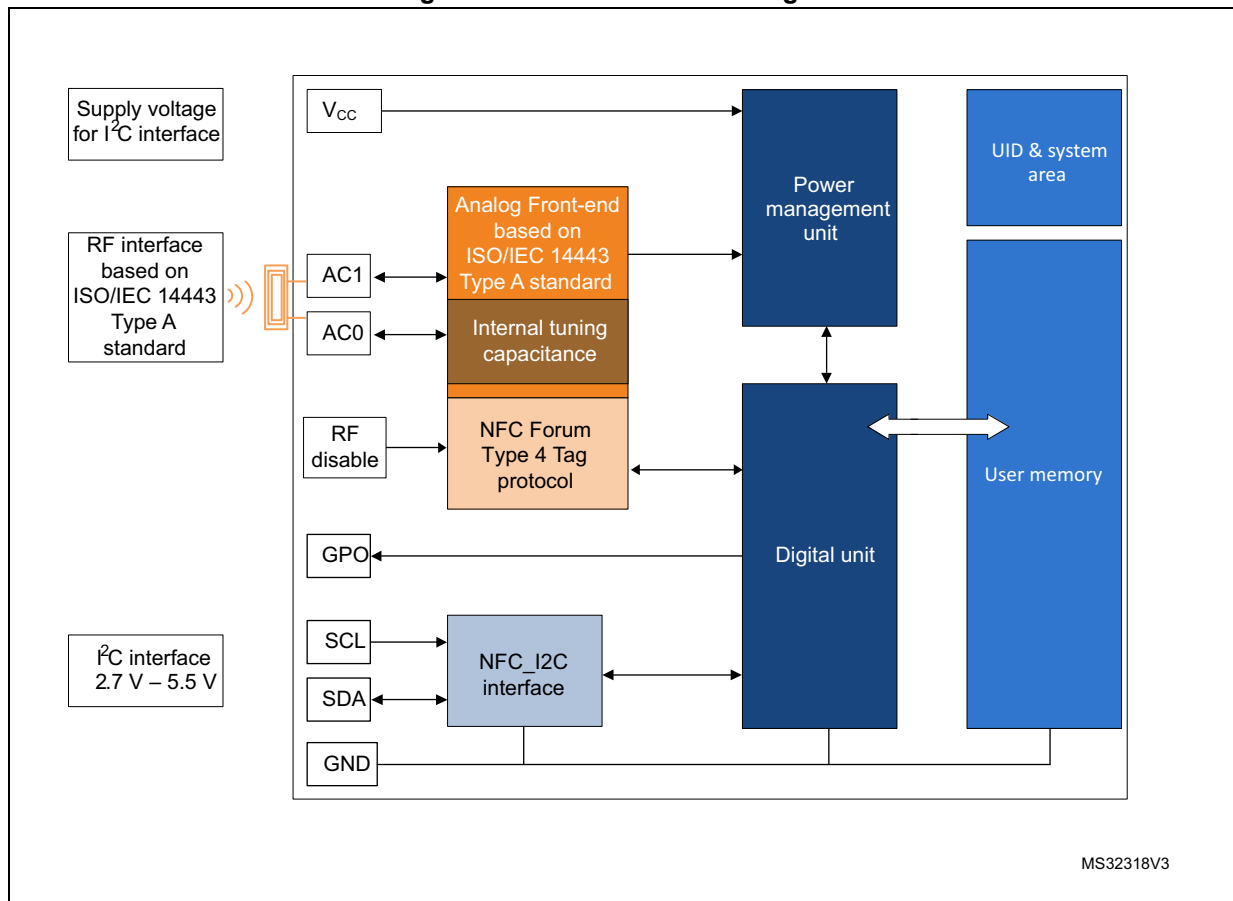 Supply voltage
for I²C interface
V_CC
Power
management
unit
UID & system
area
Analog Front-end
based on
ISO/IEC 14443
Type A standard
RF interface
based on
ISO/IEC 14443
Type A
standard
AC1
AC0
Internal tuning
capacitance
RF
disable
NFC Forum
Type 4 Tag
protocol
User memory
GPO
Digital unit
I²C interface
2.7 V – 5.5 V
SCL
SDA
NFC_I2C
interface
GND
MS32318V3